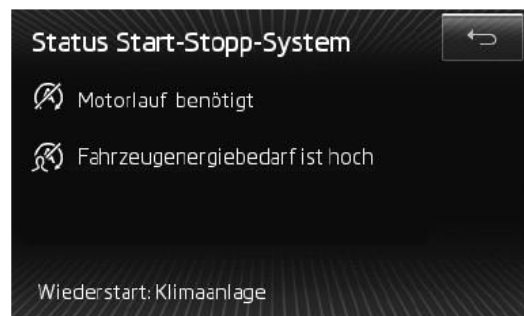 Status Start-Stopp-System
Motorlauf benötigt
Fahrzeugenergiebedarf ist hoch
Wiederstart: Klimaanlage